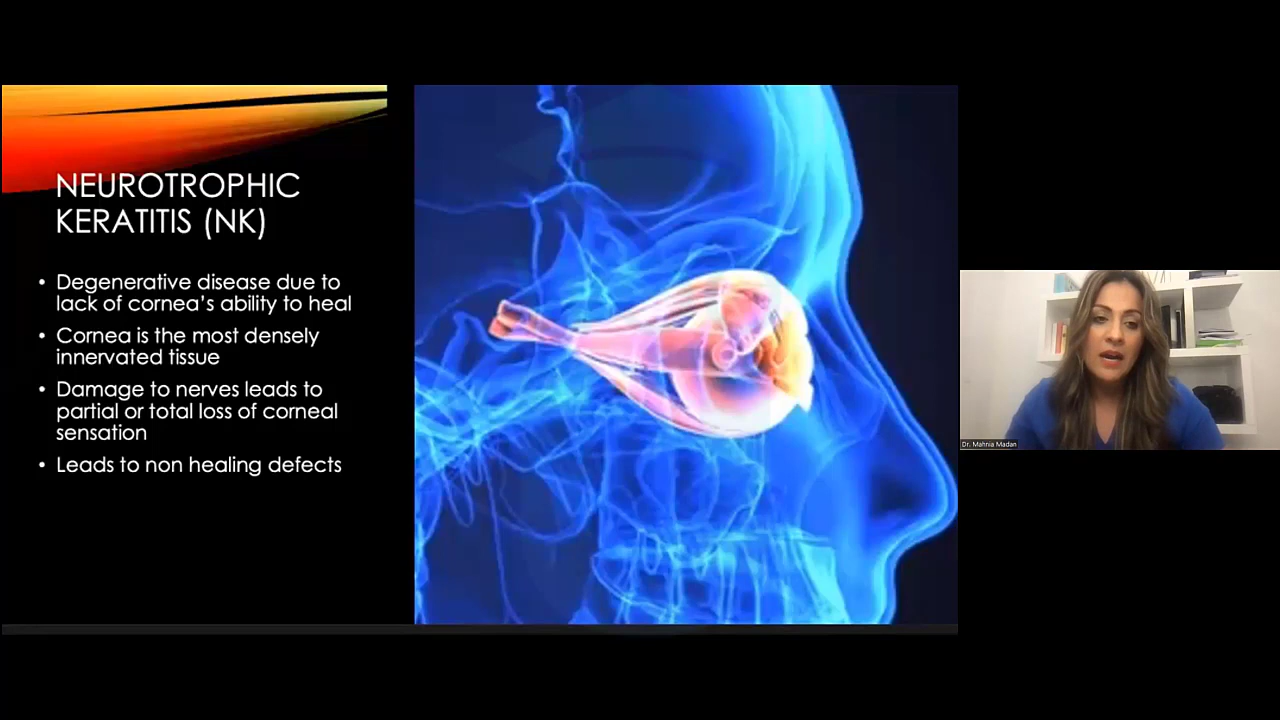 NEUROTROPHIC
KERATITIS (NK)
• Degenerative disease due to
lack of cornea's ability to heal
• Cornea is the most densely
innervated tissue
• Damage to nerves leads to
partial or total loss of corneal
sensation
• Leads to non healing defects
Dr. Mahnia Madan